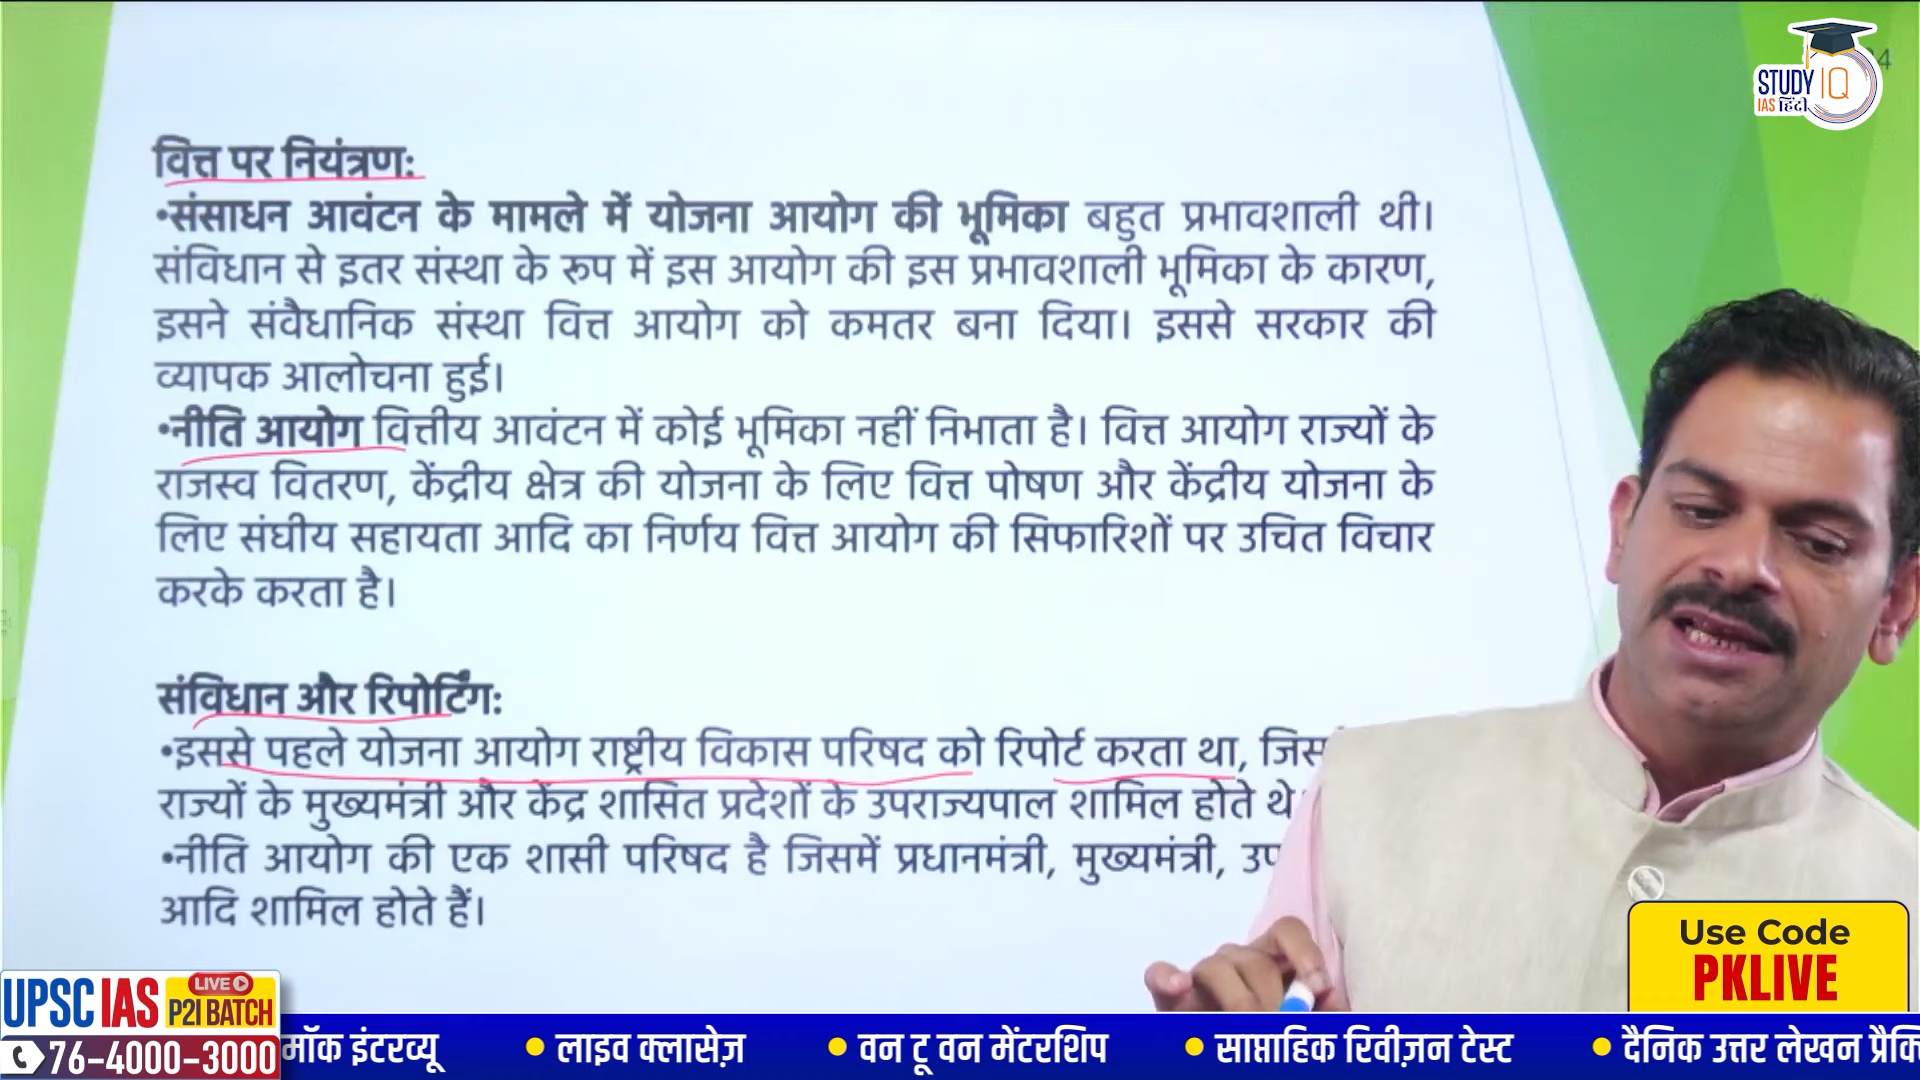 STUDY IQ
IAS हिंदी
4
वित्त पर नियंत्रण:
•संसाधन आवंटन के मामले में योजना आयोग की भूमिका बहुत प्रभावशाली थी।
संविधान से इतर संस्था के रूप में इस आयोग की इस प्रभावशाली भूमिका के कारण,
इसने संवैधानिक संस्था वित्त आयोग को कमतर बना दिया। इससे सरकार की
व्यापक आलोचना हुई।
•नीति आयोग वित्तीय आवंटन में कोई भूमिका नहीं निभाता है। वित्त आयोग राज्यों के
राजस्व वितरण, केंद्रीय क्षेत्र की योजना के लिए वित्त पोषण और केंद्रीय योजना के
लिए संघीय सहायता आदि का निर्णय वित्त आयोग की सिफारिशों पर उचित विचार
करके करता है।
संविधान और रिपोर्टिंग:
•इससे पहले योजना आयोग राष्ट्रीय विकास परिषद को रिपोर्ट करता था,
राज्यों के मुख्यमंत्री और केंद्र शासित प्रदेशों के उपराज्यपाल शामिल होते थे
•नीति आयोग की एक शासी परिषद है जिसमें प्रधानमंत्री, मुख्यमंत्री,
आदि शामिल होते हैं।
Use Code
PKLIVE
UPSC IAS LIVE P2I BATCH
76-4000-3000
मॉक इंटरव्यू • लाइव क्लासेज़ • वन टू वन मेंटरशिप • साप्ताहिक रिवीज़न टेस्ट • दैनिक उत्तर लेखन